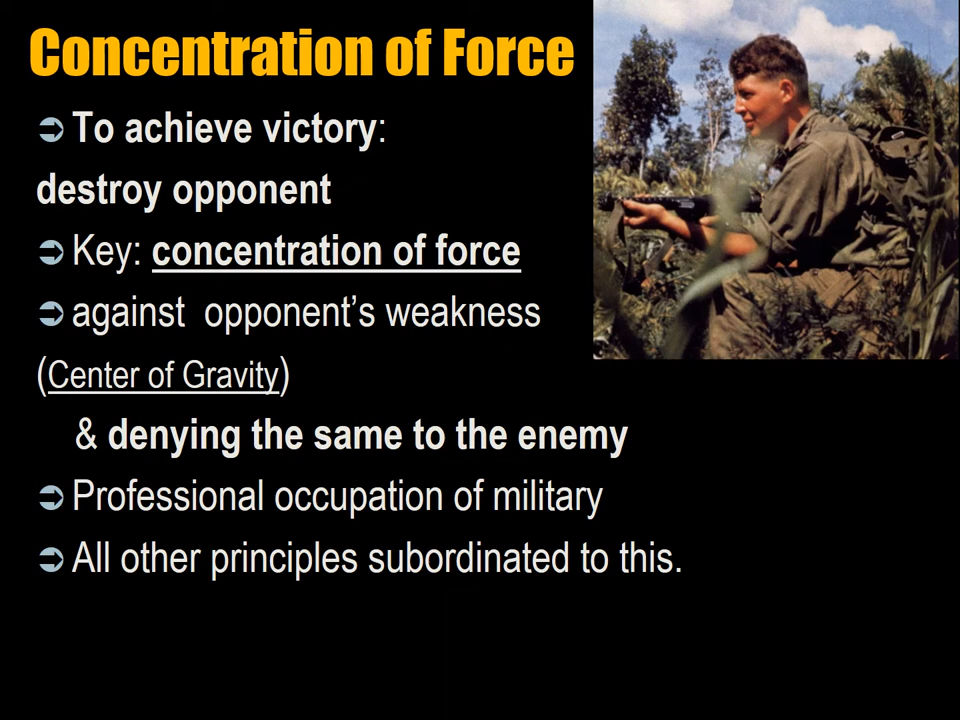 Concentration of Force
➲ To achieve victory:
destroy opponent
➲ Key: concentration of force
➲ against opponent’s weakness
(Center of Gravity)
& denying the same to the enemy
➲ Professional occupation of military
➲ All other principles subordinated to this.